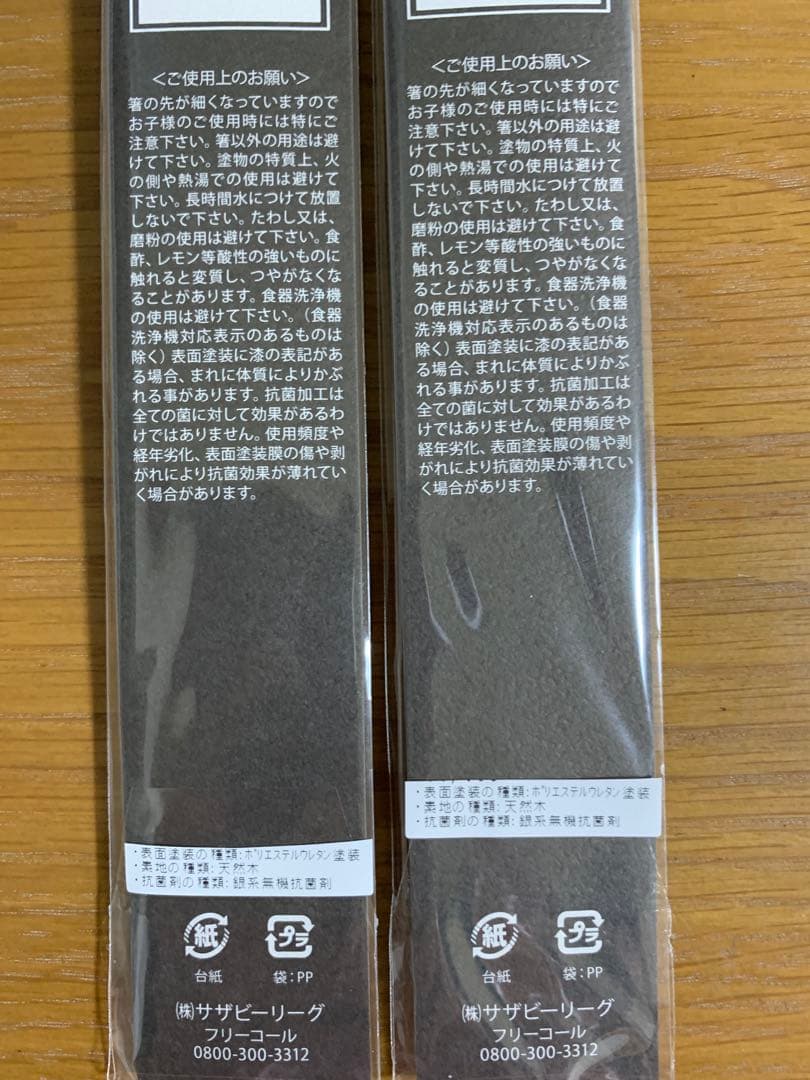 ＜ご使用上のお願い＞
箸の先が細くなっていますので
お子様のご使用時には特にご
注意下さい。箸以外の用途は避
けて下さい。塗物の特質上、火
の側や熱湯での使用は避けて
下さい。長時間水につけて放置
しないで下さい。たわし又は、
磨粉の使用は避けて下さい。食
酢、レモン等酸性の強いものに
触れると変質し、つやがなくな
ることがあります。食器洗浄機
の使用は避けて下さい。（食器
洗浄機対応表示のあるものは
除く）表面塗装に漆の表記があ
る場合、まれに体質によりかぶ
れる事があります。抗菌加工は
全ての菌に対して効果があるわ
けではありません。使用頻度や
経年劣化、表面塗装膜の傷や剥
がれにより抗菌効果が薄れてい
く場合があります。
・表面塗装の種類：ﾎﾟﾘｴｽﾃﾙｳﾚﾀﾝ塗装
・素地の種類：天然木
・抗菌剤の種類：銀系無機抗菌剤
紙
プラ
台紙
袋：PP
㈱サザビーリーグ
フリーコール
0800-300-3312
＜ご使用上のお願い＞
箸の先が細くなっていますので
お子様のご使用時には特にご
注意下さい。箸以外の用途は避
けて下さい。塗物の特質上、火
の側や熱湯での使用は避けて
下さい。長時間水につけて放置
しないで下さい。たわし又は、
磨粉の使用は避けて下さい。食
酢、レモン等酸性の強いものに
触れると変質し、つやがなくな
ることがあります。食器洗浄機
の使用は避けて下さい。（食器
洗浄機対応表示のあるものは
除く）表面塗装に漆の表記があ
る場合、まれに体質によりかぶ
れる事があります。抗菌加工は
全ての菌に対して効果があるわ
けではありません。使用頻度や
経年劣化、表面塗装膜の傷や剥
がれにより抗菌効果が薄れてい
く場合があります。
・表面塗装の種類：ﾎﾟﾘｴｽﾃﾙｳﾚﾀﾝ塗装
・素地の種類：天然木
・抗菌剤の種類：銀系無機抗菌剤
紙
プラ
台紙
袋：PP
㈱サザビーリーグ
フリーコール
0800-300-3312